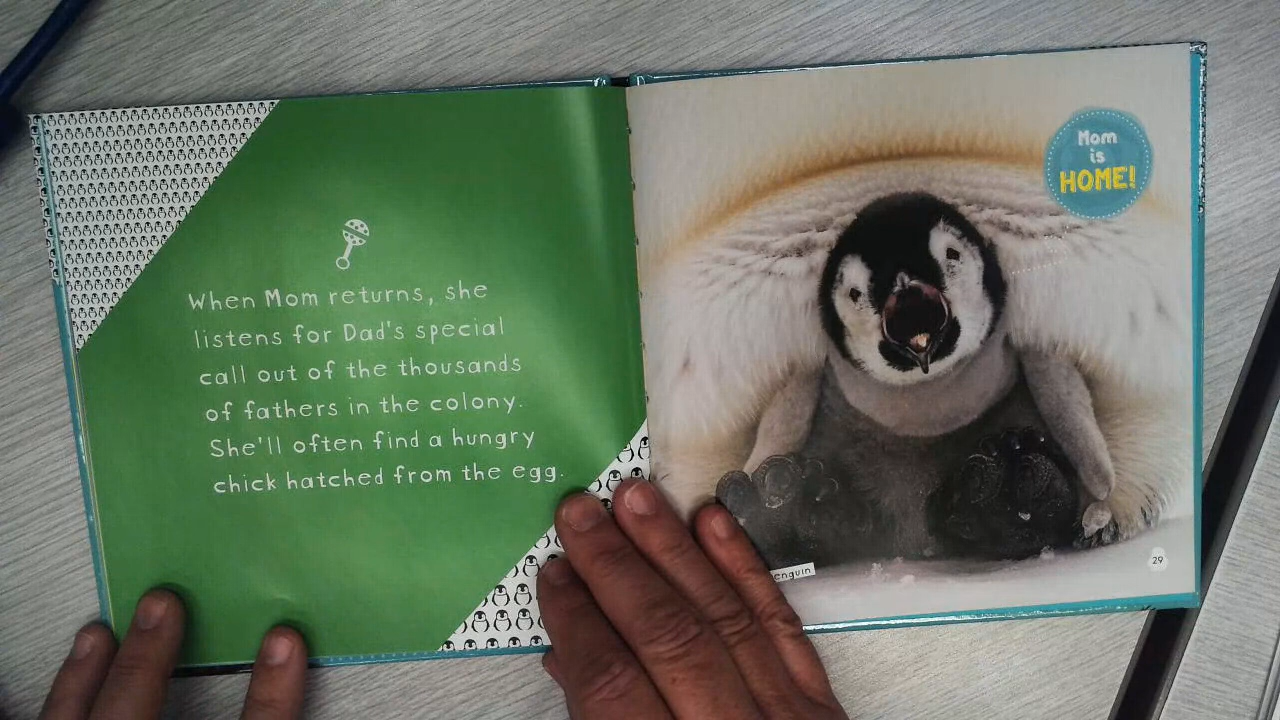 When Mom returns, she
listens for Dad's special
call out of the thousands
of fathers in the colony.
She'll often find a hungry
chick hatched from the egg.
Mom
is
HOME!
29